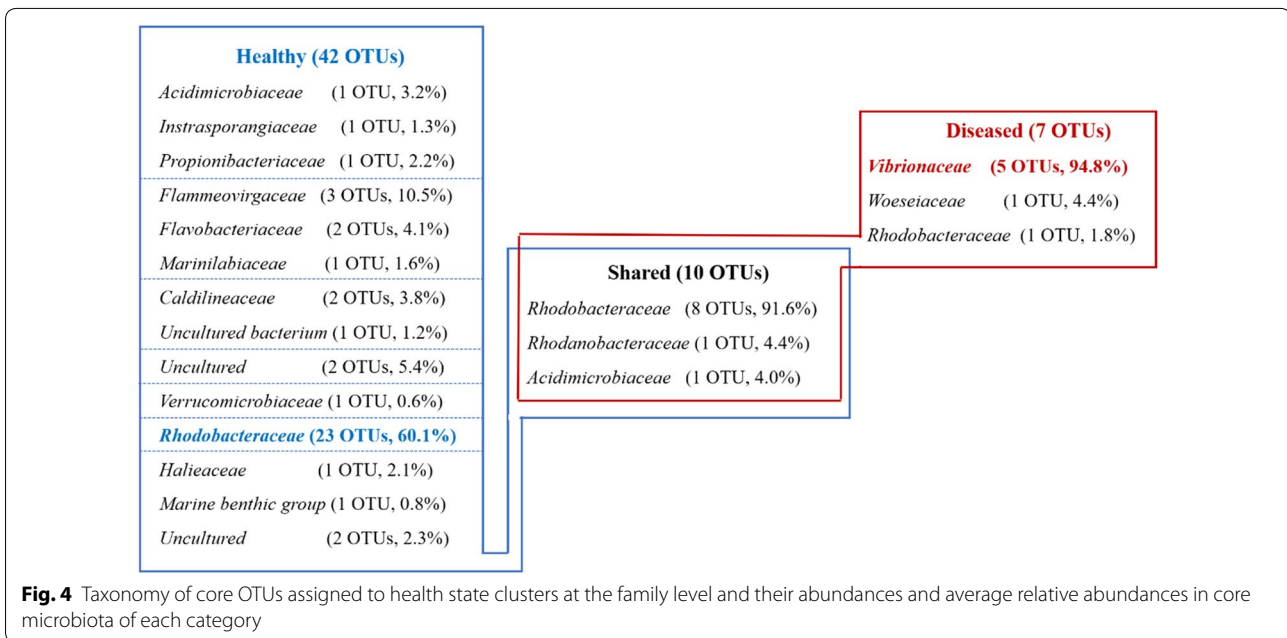 Healthy (42 OTUs)
Acidimicrobiaceae (1 OTU, 3.2%)
Instrasporangiaceae (1 OTU, 1.3%)
Propionibacteriaceae (1 OTU, 2.2%)
Flammeovirgaceae (3 OTUs, 10.5%)
Flavobacteriaceae (2 OTUs, 4.1%)
Marinilabiaceae (1 OTU, 1.6%)
Caldilineaceae (2 OTUs, 3.8%)
Uncultured bacterium (1 OTU, 1.2%)
Uncultured (2 OTUs, 5.4%)
Verrucomicrobiaceae (1 OTU, 0.6%)
Rhodobacteraceae (23 OTUs, 60.1%)
Halieaceae (1 OTU, 2.1%)
Marine benthic group (1 OTU, 0.8%)
Uncultured (2 OTUs, 2.3%)
Shared (10 OTUs)
Rhodobacteraceae (8 OTUs, 91.6%)
Rhodanobacteraceae (1 OTU, 4.4%)
Acidimicrobiaceae (1 OTU, 4.0%)
Diseased (7 OTUs)
Vibrionaceae (5 OTUs, 94.8%)
Woeseiaceae (1 OTU, 4.4%)
Rhodobacteraceae (1 OTU, 1.8%)
Fig. 4 Taxonomy of core OTUs assigned to health state clusters at the family level and their abundances and average relative abundances in core
microbiota of each category